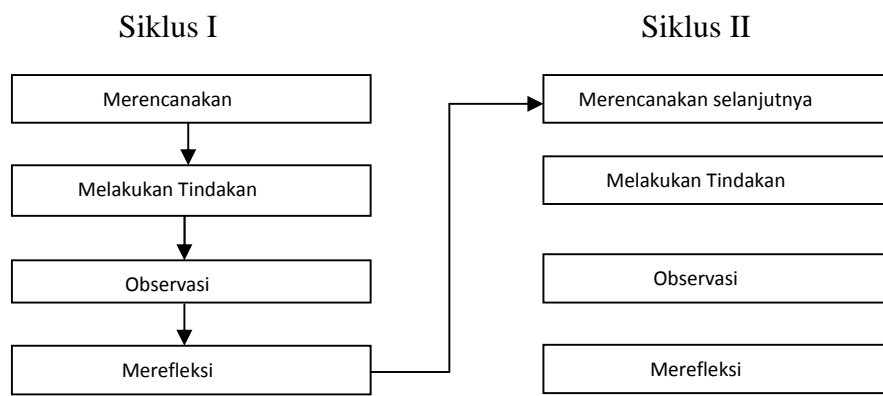 Siklus I
Merencanakan
Melakukan Tindakan
Observasi
Merefleksi
Siklus II
Merencanakan selanjutnya
Melakukan Tindakan
Observasi
Merefleksi